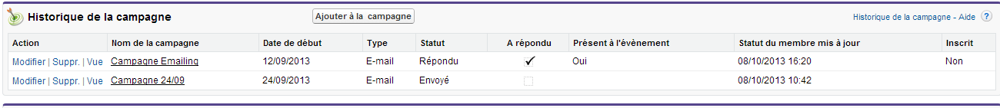 Historique de la campagne Ajouter à la campagne Historique de la campagne - Aide ?
Action Nom de la campagne Date de début Type Statut A répondu Présent à l'évènement Statut du membre mis à jour Inscrit
Modifier | Suppr. | Vue Campagne Emailing 12/09/2013 E-mail Répondu Oui 08/10/2013 16:20 Non
Modifier | Suppr. | Vue Campagne 24/09 24/09/2013 E-mail Envoyé 08/10/2013 10:42